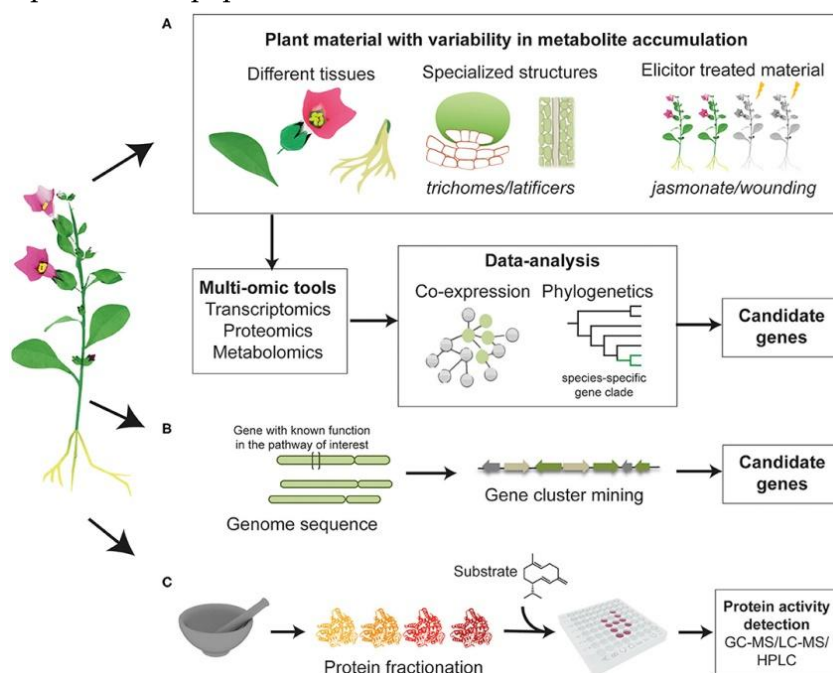 A
Plant material with variability in metabolite accumulation
Different tissues
Specialized structures
Elicitor treated material
trichomes/latificers
jasmonate/wounding
Multi-omic tools
Transcriptomics
Proteomics
Metabolomics
Data-analysis
Co-expression
Phylogenetics
species-specific
gene clade
Candidate
genes
B
Gene with known function
in the pathway of interest
Genome sequence
Gene cluster mining
Candidate
genes
C
Substrate
Protein fractionation
Protein activity
detection
GC-MS/LC-MS/
HPLC